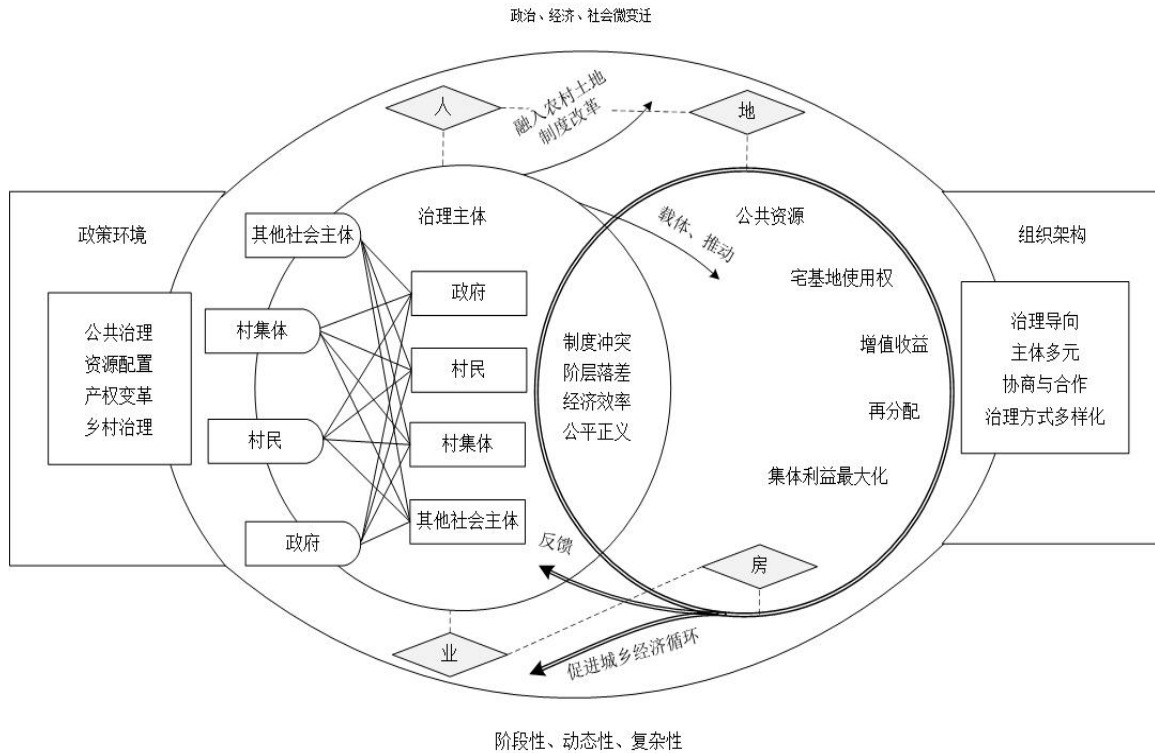 政治、经济、社会微变迁
人
融入农村土地
制度改革
地
政策环境
公共治理
资源配置
产权变革
乡村治理
治理主体
其他社会主体
村集体
村民
政府
政府
村民
村集体
其他社会主体
制度冲突
阶层落差
经济效率
公平正义
载体、推动
公共资源
宅基地使用权
增值收益
再分配
集体利益最大化
组织架构
治理导向
主体多元
协商与合作
治理方式多样化
反馈
房
业
促进城乡经济循环
阶段性、动态性、复杂性